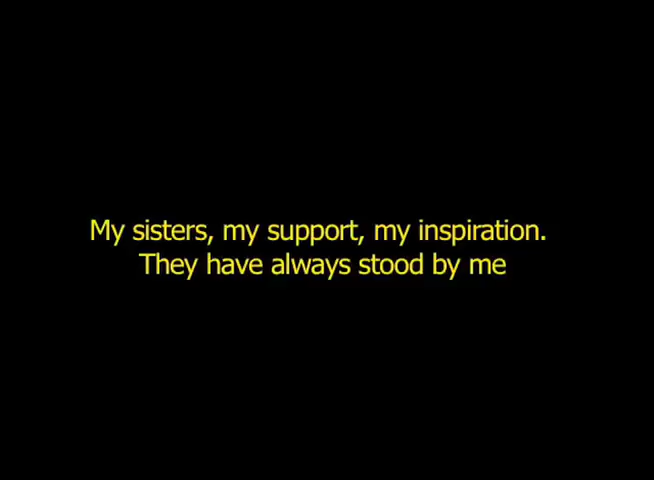 My sisters, my support, my inspiration.
They have always stood by me